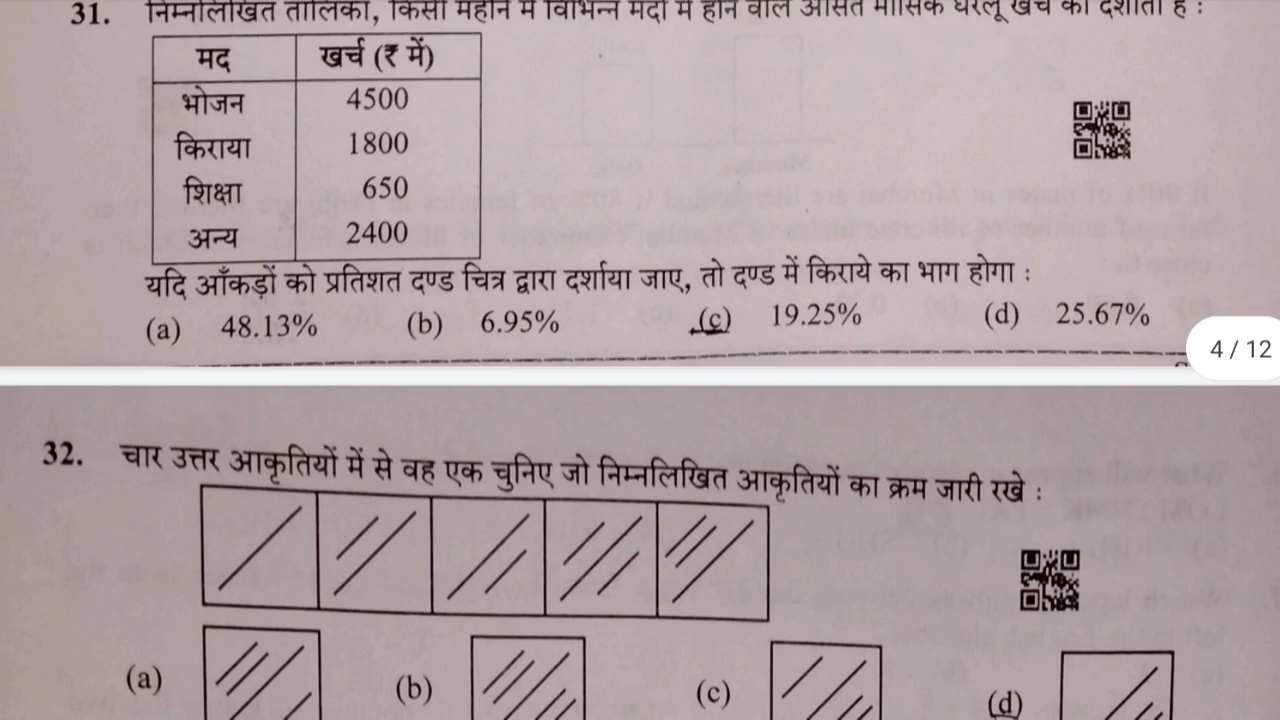 31. निम्नलिखित तालिका, किसी महीने में विभिन्न मदों में होने वाले औसत मासिक घरेलू खर्च को दर्शाती है :
मद खर्च (₹ में)
भोजन 4500
किराया 1800
शिक्षा 650
अन्य 2400
यदि आँकड़ों को प्रतिशत दण्ड चित्र द्वारा दर्शाया जाए, तो दण्ड में किराये का भाग होगा :
(a) 48.13% (b) 6.95% (c) 19.25% (d) 25.67%
4 / 12
32. चार उत्तर आकृतियों में से वह एक चुनिए जो निम्नलिखित आकृतियों का क्रम जारी रखे :
(a) (b) (c) (d)